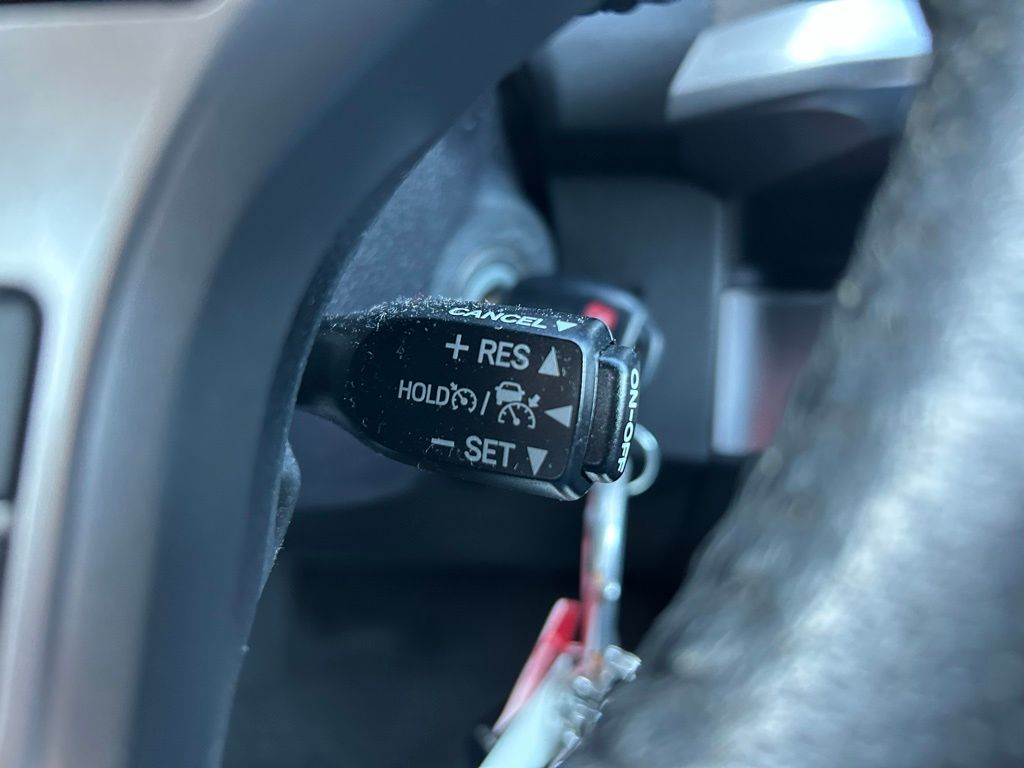 CANCEL
+ RES
HOLD /
− SET
ON-OFF